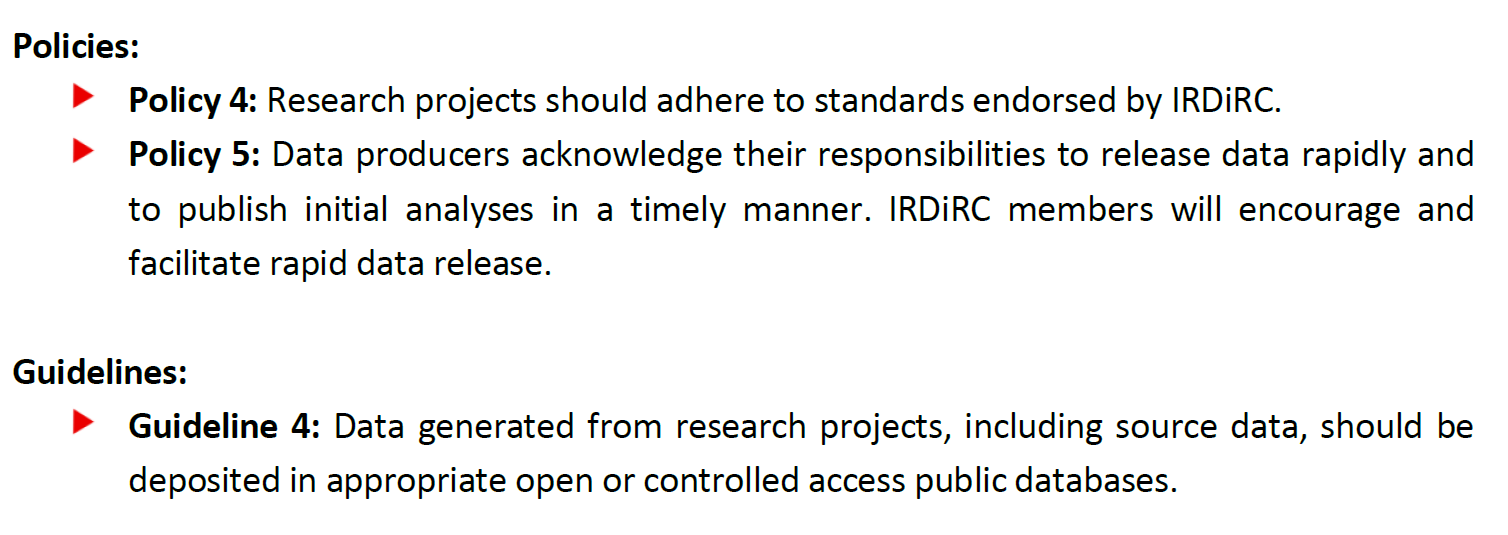 Policies:
Policy 4: Research projects should adhere to standards endorsed by IRDiRC.
Policy 5: Data producers acknowledge their responsibilities to release data rapidly and
to publish initial analyses in a timely manner. IRDiRC members will encourage and
facilitate rapid data release.
Guidelines:
Guideline 4: Data generated from research projects, including source data, should be
deposited in appropriate open or controlled access public databases.